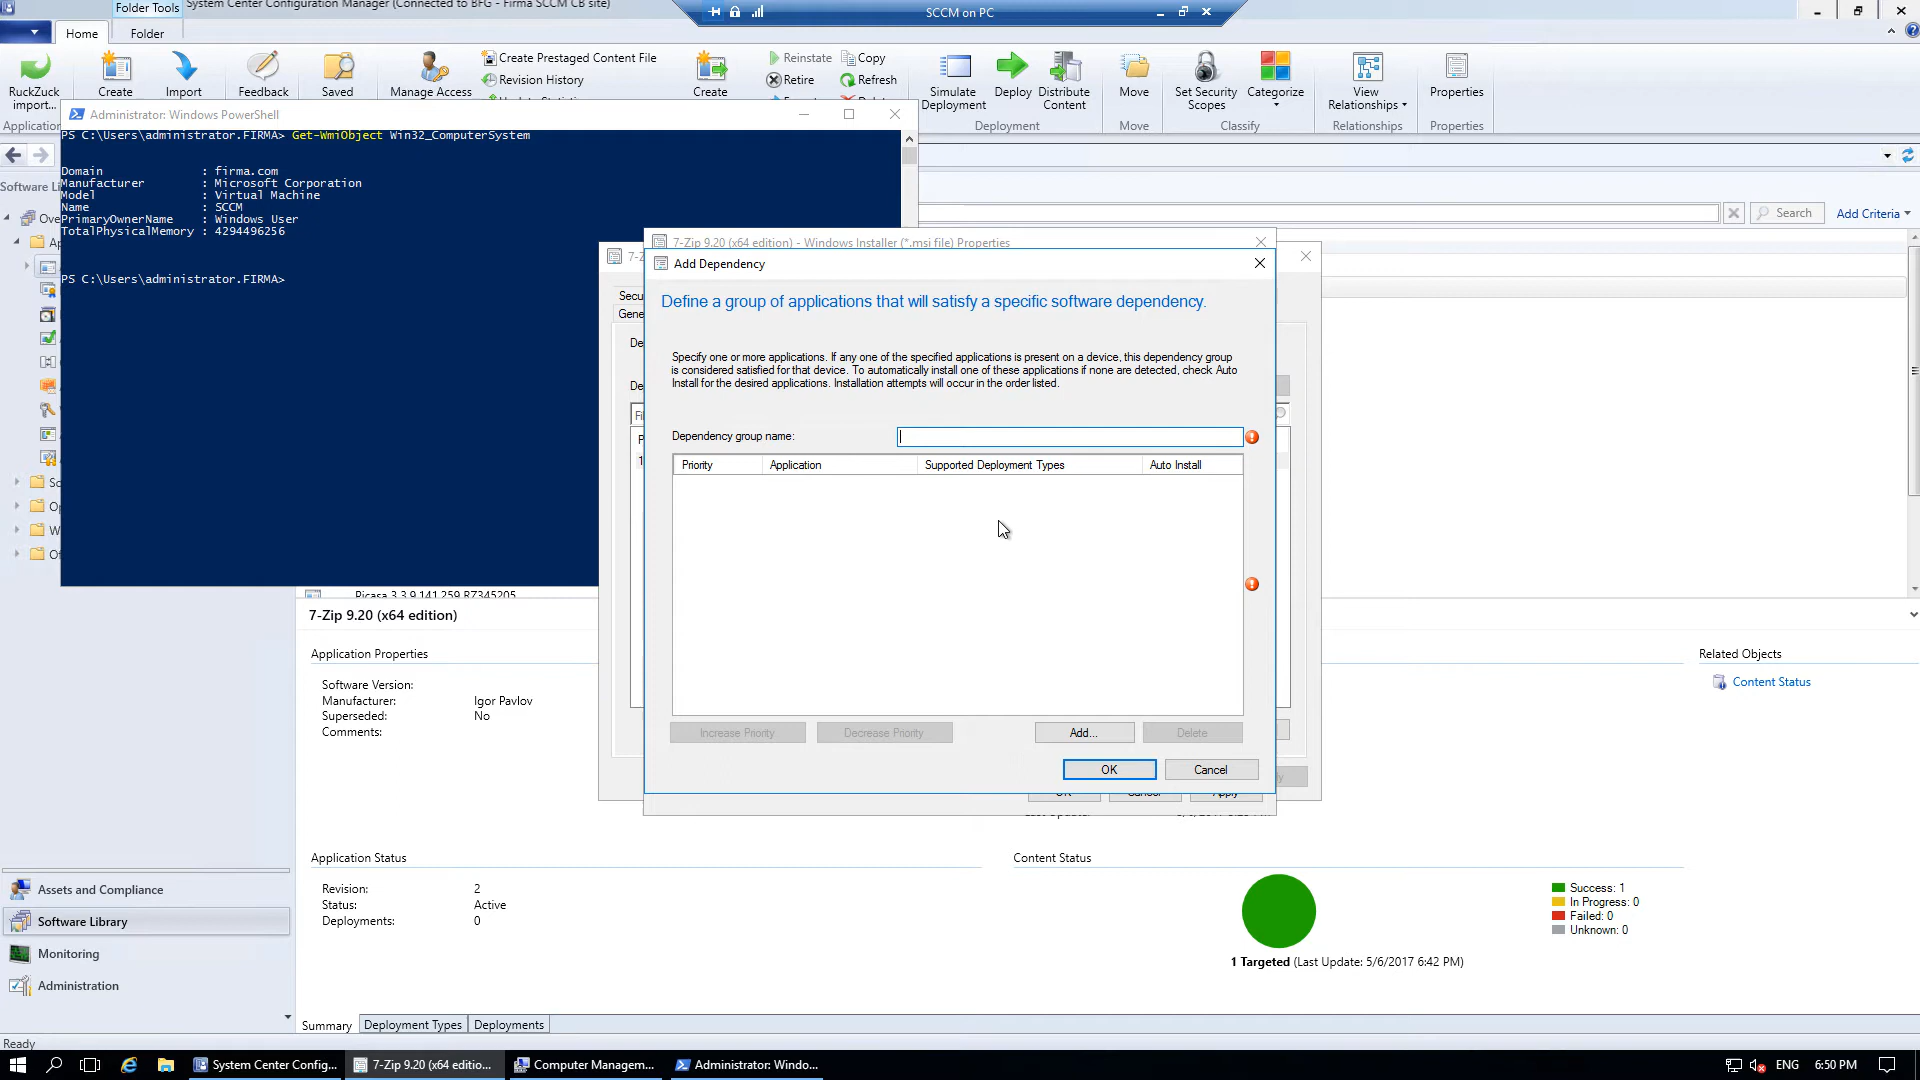 Folder Tools
System Center Configuration Manager (Connected to BFG - Firma SCCM CB site)
SCCM on PC
Home
Folder
RuckZuck import...
Create
Import
Feedback
Saved
Manage Access
Create Prestaged Content File
Revision History
Create
Reinstate
Retire
Copy
Refresh
Simulate Deployment
Deploy
Distribute Content
Deployment
Move
Move
Set Security Scopes
Categorize
Classify
View Relationships
Relationships
Properties
Properties
Administrator: Windows PowerShell
PS C:\Users\administrator.FIRMA> Get-WmiObject Win32_ComputerSystem
Domain : firma.com
Manufacturer : Microsoft Corporation
Model : Virtual Machine
Name : SCCM
PrimaryOwnerName : Windows User
TotalPhysicalMemory : 4294496256
PS C:\Users\administrator.FIRMA>
Search
Add Criteria
7-Zip 9.20 (x64 edition) - Windows Installer (*.msi file) Properties
Add Dependency
Define a group of applications that will satisfy a specific software dependency.
Specify one or more applications. If any one of the specified applications is present on a device, this dependency group
is considered satisfied for that device. To automatically install one of these applications if none are detected, check Auto
Install for the desired applications. Installation attempts will occur in the order listed.
Dependency group name:
Priority
Application
Supported Deployment Types
Auto Install
Increase Priority
Decrease Priority
Add...
Delete
OK
Cancel
Picasa 3 3.9.141.259 RZ345205
7-Zip 9.20 (x64 edition)
Application Properties
Software Version:
Manufacturer: Igor Pavlov
Superseded: No
Comments:
Related Objects
Content Status
Application Status
Revision: 2
Status: Active
Deployments: 0
Content Status
Success: 1
In Progress: 0
Failed: 0
Unknown: 0
1 Targeted (Last Update: 5/6/2017 6:42 PM)
Assets and Compliance
Software Library
Monitoring
Administration
Summary
Deployment Types
Deployments
Ready
System Center Config...
7-Zip 9.20 (x64 editio...
Computer Managem...
Administrator: Windo...
ENG
6:50 PM